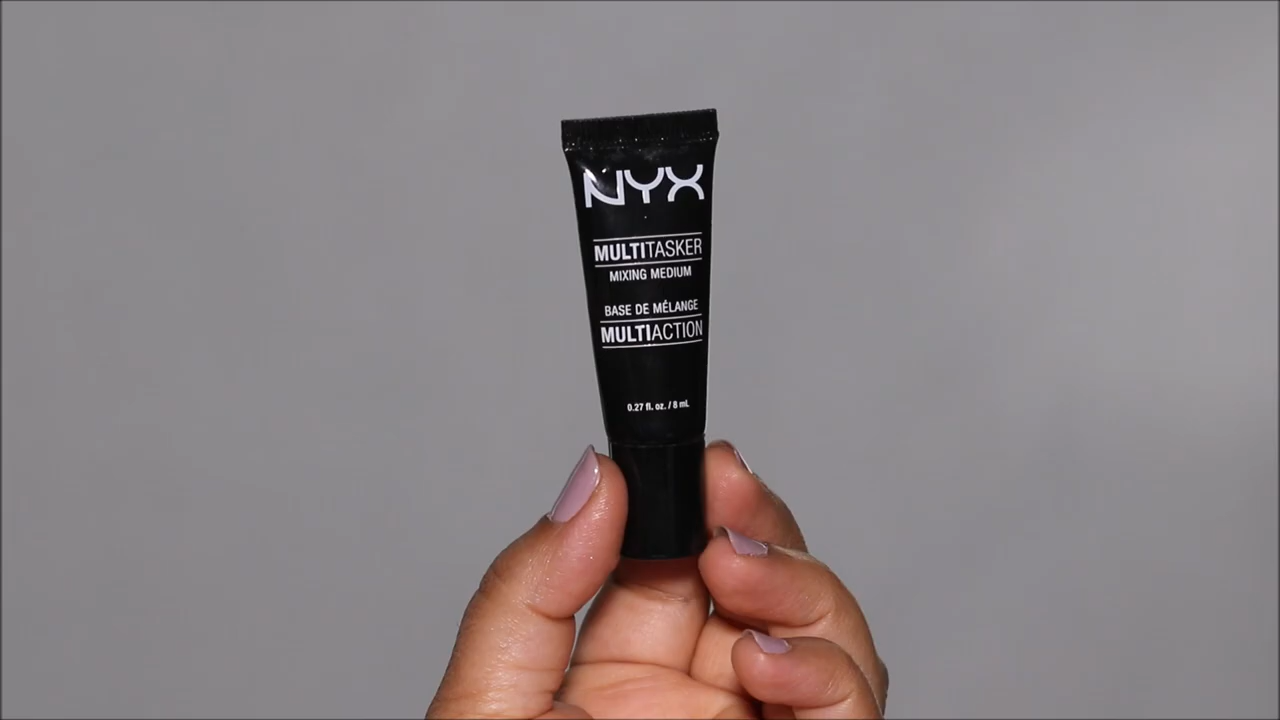 NYX
MULTITASKER
MIXING MEDIUM
BASE DE MÉLANGE
MULTIACTION
0.27 fl. oz. / 8 mL